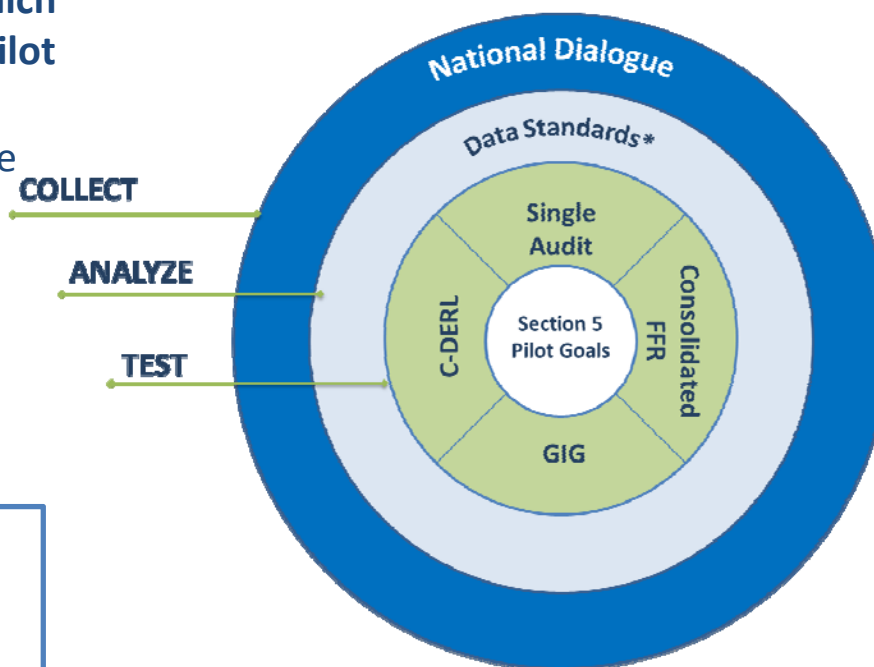 ilot
National Dialogue
Data Standards*
COLLECT
Single
Audit
ANALYZE
Consolidated
FFR
C-DERL
Section 5
Pilot Goals
TEST
GIG